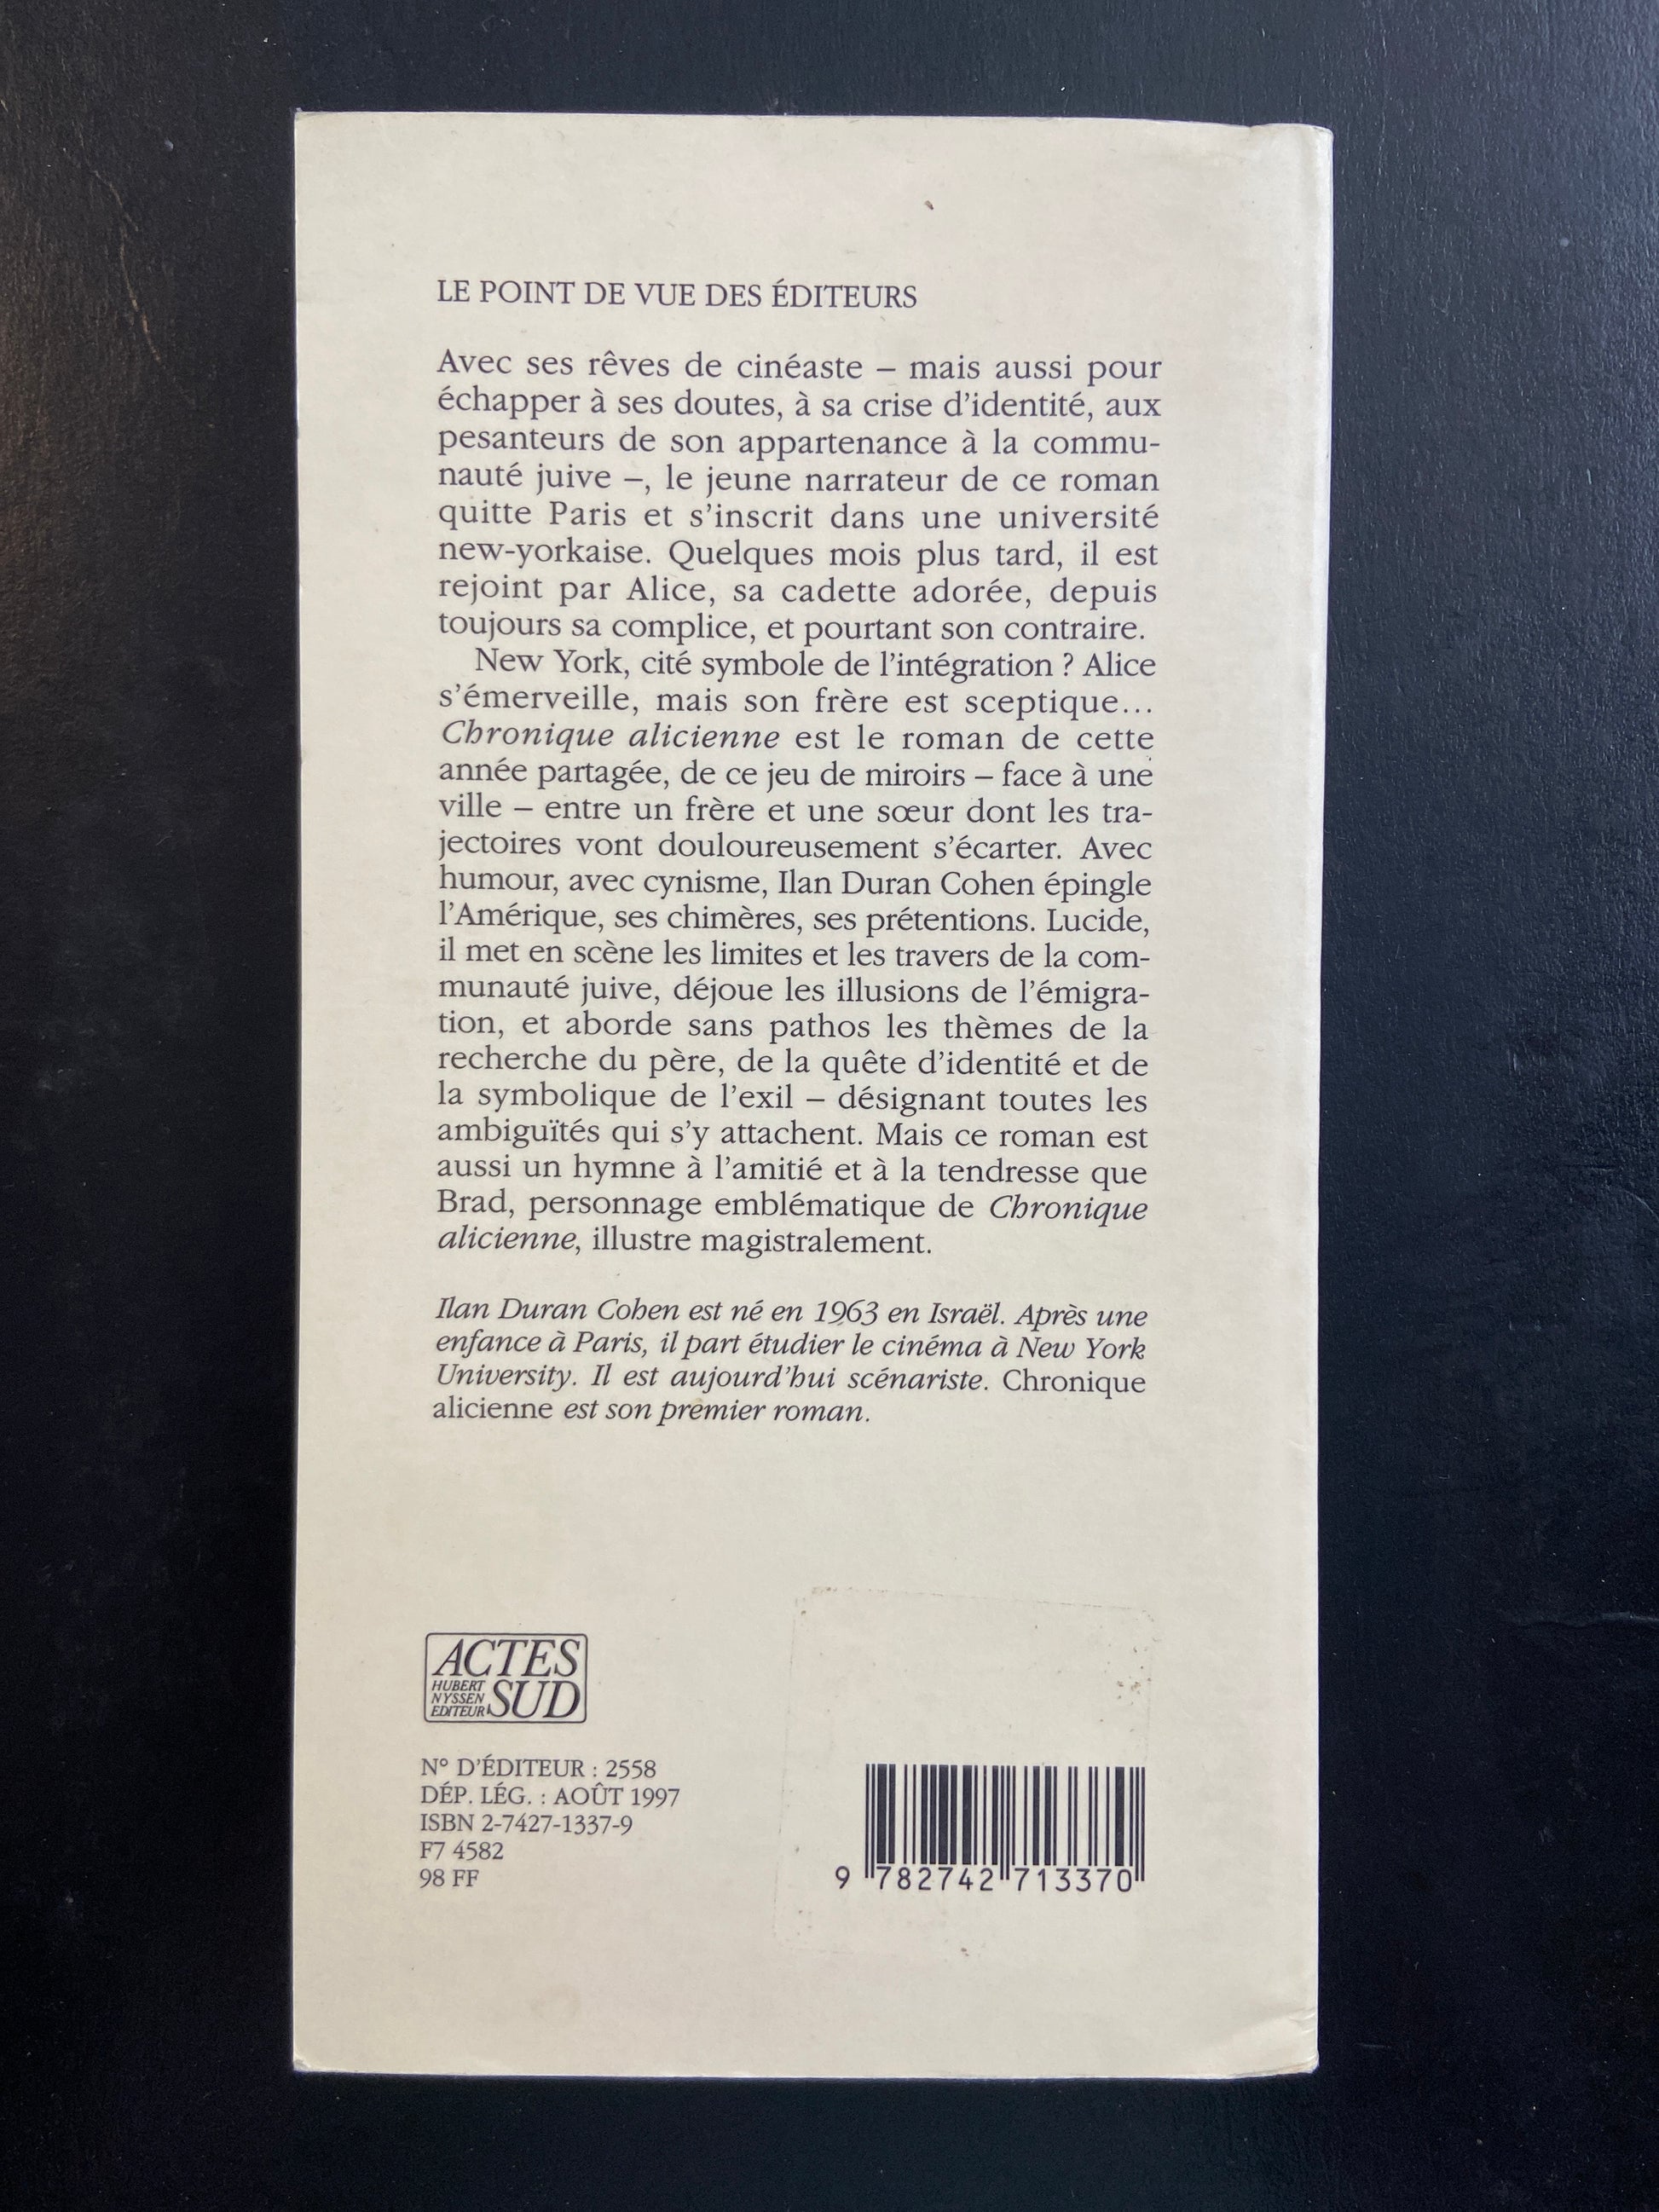 LE POINT DE VUE DES ÉDITEURS
Avec ses rêves de cinéaste – mais aussi pour
échapper à ses doutes, à sa crise d’identité, aux
pesanteurs de son appartenance à la commu-
nauté juive –, le jeune narrateur de ce roman
quitte Paris et s’inscrit dans une université
new-yorkaise. Quelques mois plus tard, il est
rejoint par Alice, sa cadette adorée, depuis
toujours sa complice, et pourtant son contraire.
New York, cité symbole de l’intégration ? Alice
s’émerveille, mais son frère est sceptique…
Chronique alicienne est le roman de cette
année partagée, de ce jeu de miroirs – face à une
ville – entre un frère et une sœur dont les tra-
jectoires vont douloureusement s’écarter. Avec
humour, avec cynisme, Ilan Duran Cohen épingle
l’Amérique, ses chimères, ses prétentions. Lucide,
il met en scène les limites et les travers de la com-
munauté juive, déjoue les illusions de l’émigra-
tion, et aborde sans pathos les thèmes de la
recherche du père, de la quête d’identité et de
la symbolique de l’exil – désignant toutes les
ambiguïtés qui s’y attachent. Mais ce roman est
aussi un hymne à l’amitié et à la tendresse que
Brad, personnage emblématique de Chronique
alicienne, illustre magistralement.
Ilan Duran Cohen est né en 1963 en Israël. Après une
enfance à Paris, il part étudier le cinéma à New York
University. Il est aujourd’hui scénariste. Chronique
alicienne est son premier roman.
ACTES
HUBERT
NYSSEN
EDITEUR
SUD
N° D’ÉDITEUR : 2558
DÉP. LÉG. : AOÛT 1997
ISBN 2-7427-1337-9
F7 4582
98 FF
9 782742 713370